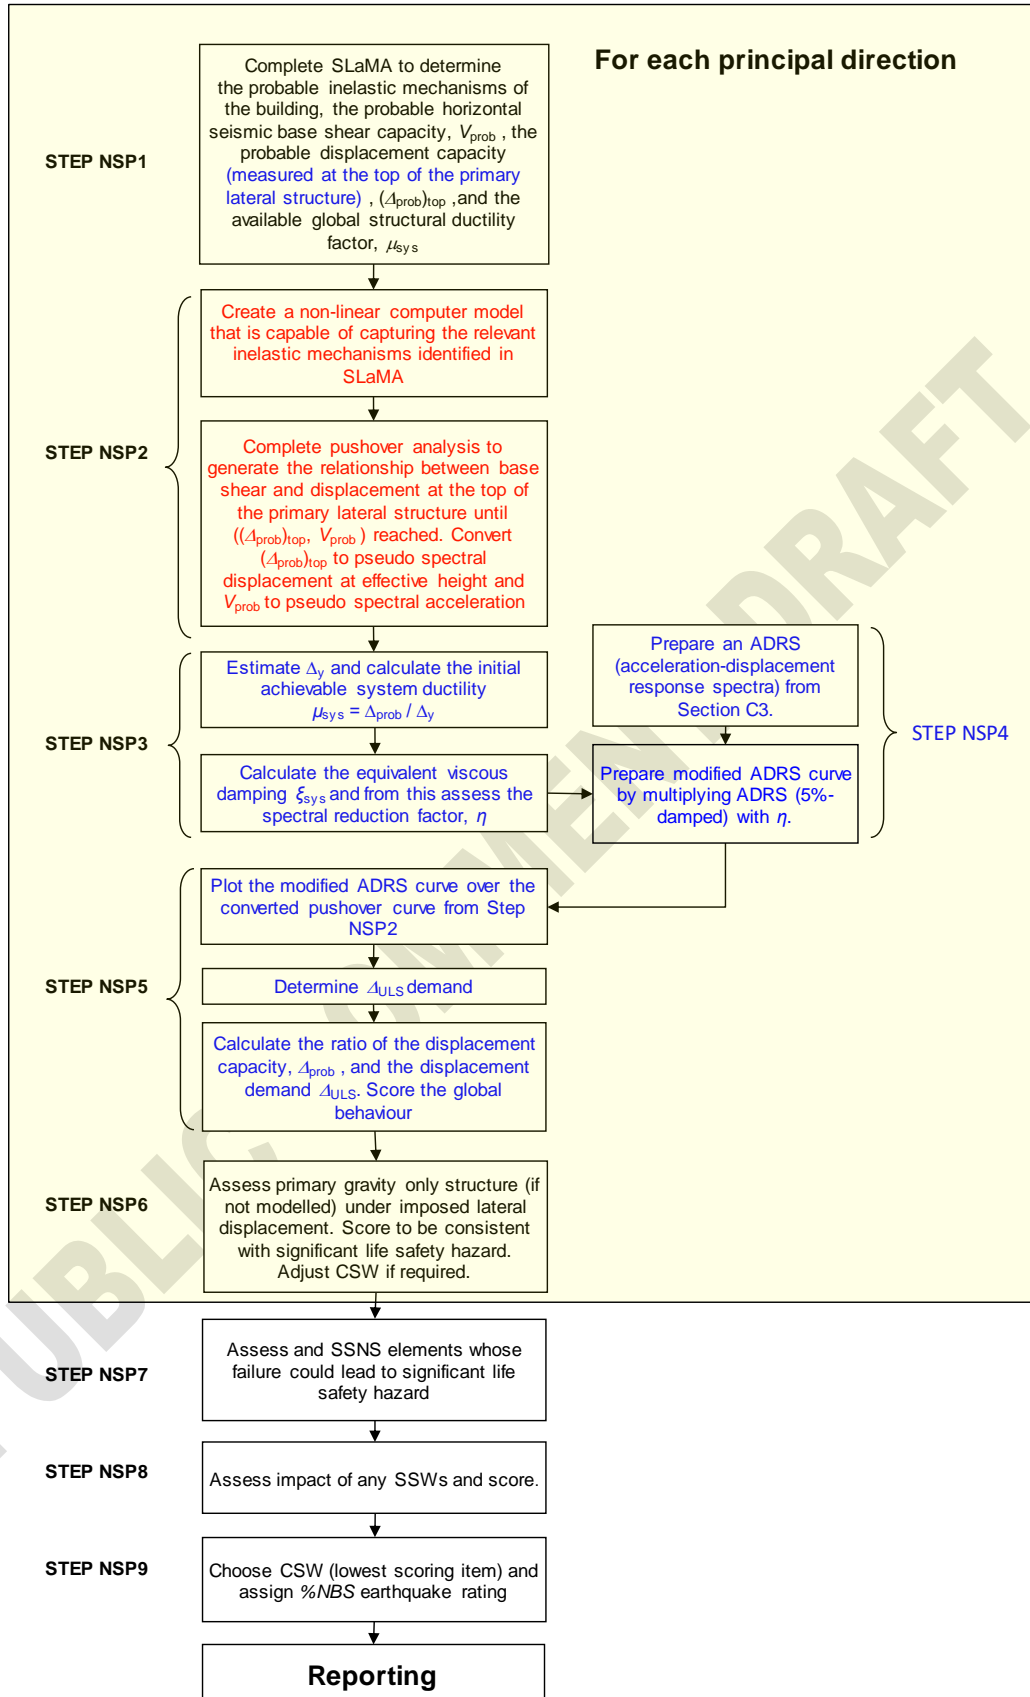 For each principal direction
STEP NSP1
Complete SLaMA to determine
the probable inelastic mechanisms of
the building, the probable horizontal
seismic base shear capacity, Vprob , the
probable displacement capacity
(measured at the top of the primary
lateral structure) , (Δprob)top ,and the
available global structural ductility
factor, μsys
STEP NSP2
Create a non-linear computer model
that is capable of capturing the relevant
inelastic mechanisms identified in
SLaMA
Complete pushover analysis to
generate the relationship between base
shear and displacement at the top of
the primary lateral structure until
((Δprob)top, Vprob ) reached. Convert
(Δprob)top to pseudo spectral
displacement at effective height and
Vprob to pseudo spectral acceleration
STEP NSP3
Estimate Δy and calculate the initial
achievable system ductility
μsys = Δprob / Δy
Calculate the equivalent viscous
damping ξsys and from this assess the
spectral reduction factor, η
Prepare an ADRS
(acceleration-displacement
response spectra) from
Section C3.
STEP NSP4
Prepare modified ADRS curve
by multiplying ADRS (5%-
damped) with η.
STEP NSP5
Plot the modified ADRS curve over the
converted pushover curve from Step
NSP2
Determine ΔULS demand
Calculate the ratio of the displacement
capacity, Δprob , and the displacement
demand ΔULS. Score the global
behaviour
STEP NSP6
Assess primary gravity only structure (if
not modelled) under imposed lateral
displacement. Score to be consistent
with significant life safety hazard.
Adjust CSW if required.
STEP NSP7
Assess and SSNS elements whose
failure could lead to significant life
safety hazard
STEP NSP8
Assess impact of any SSWs and score.
STEP NSP9
Choose CSW (lowest scoring item) and
assign %NBS earthquake rating
Reporting